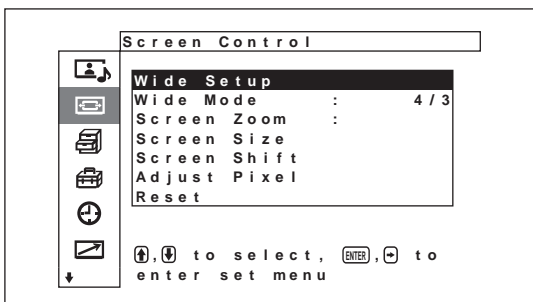 Screen Control
Wide Setup
Wide Mode : 4/3
Screen Zoom :
Screen Size
Screen Shift
Adjust Pixel
Reset
↑,↓ to select, ENTER,→ to
enter set menu